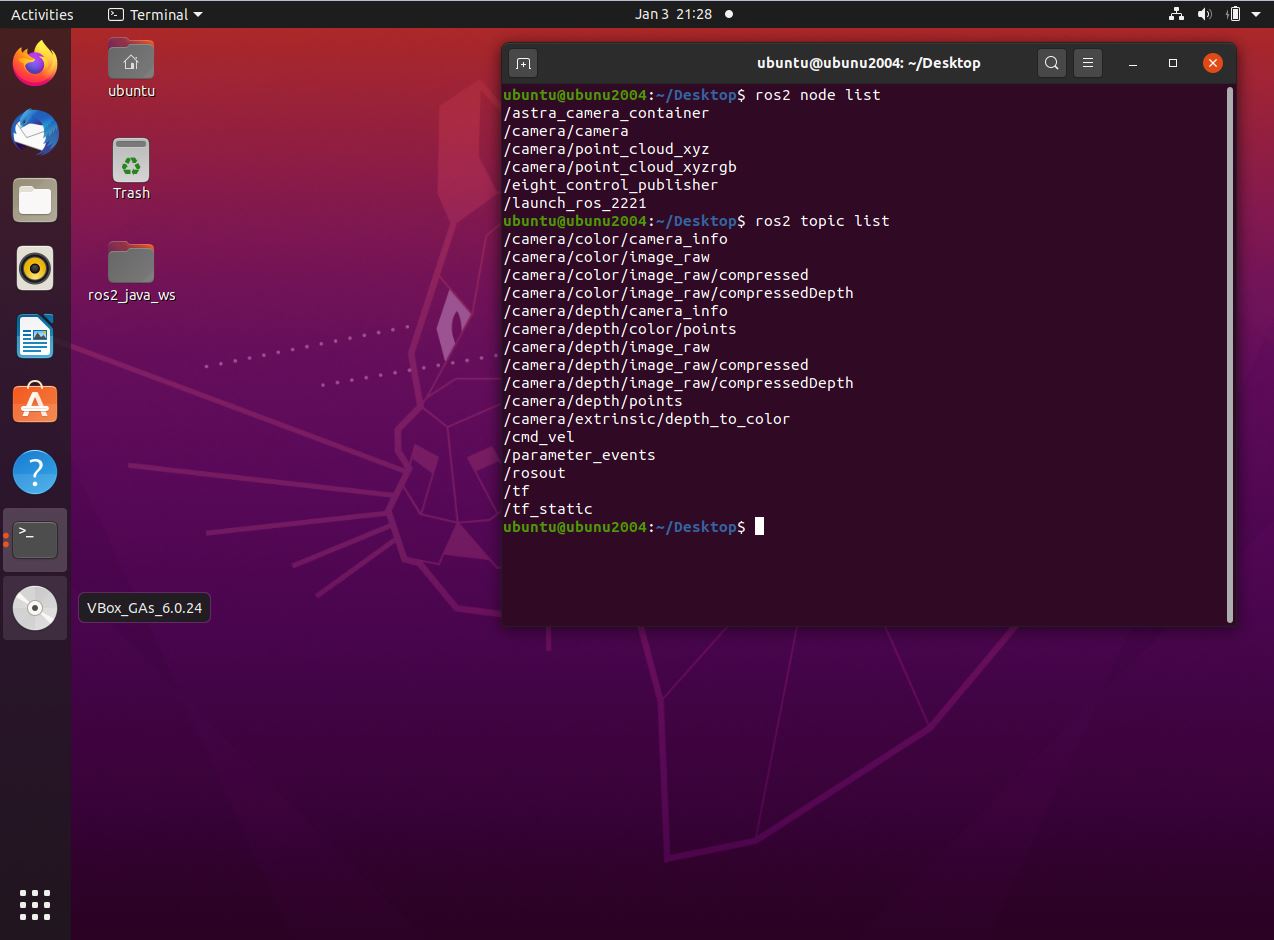 Activities
Terminal
Jan 3 21:28
ubuntu
Trash
ros2_java_ws
VBox_GAs_6.0.24
ubuntu@ubunu2004: ~/Desktop
ubuntu@ubunu2004:~/Desktop$ ros2 node list
/astra_camera_container
/camera/camera
/camera/point_cloud_xyz
/camera/point_cloud_xyzrgb
/eight_control_publisher
/launch_ros_2221
ubuntu@ubunu2004:~/Desktop$ ros2 topic list
/camera/color/camera_info
/camera/color/image_raw
/camera/color/image_raw/compressed
/camera/color/image_raw/compressedDepth
/camera/depth/camera_info
/camera/depth/color/points
/camera/depth/image_raw
/camera/depth/image_raw/compressed
/camera/depth/image_raw/compressedDepth
/camera/depth/points
/camera/extrinsic/depth_to_color
/cmd_vel
/parameter_events
/rosout
/tf
/tf_static
ubuntu@ubunu2004:~/Desktop$